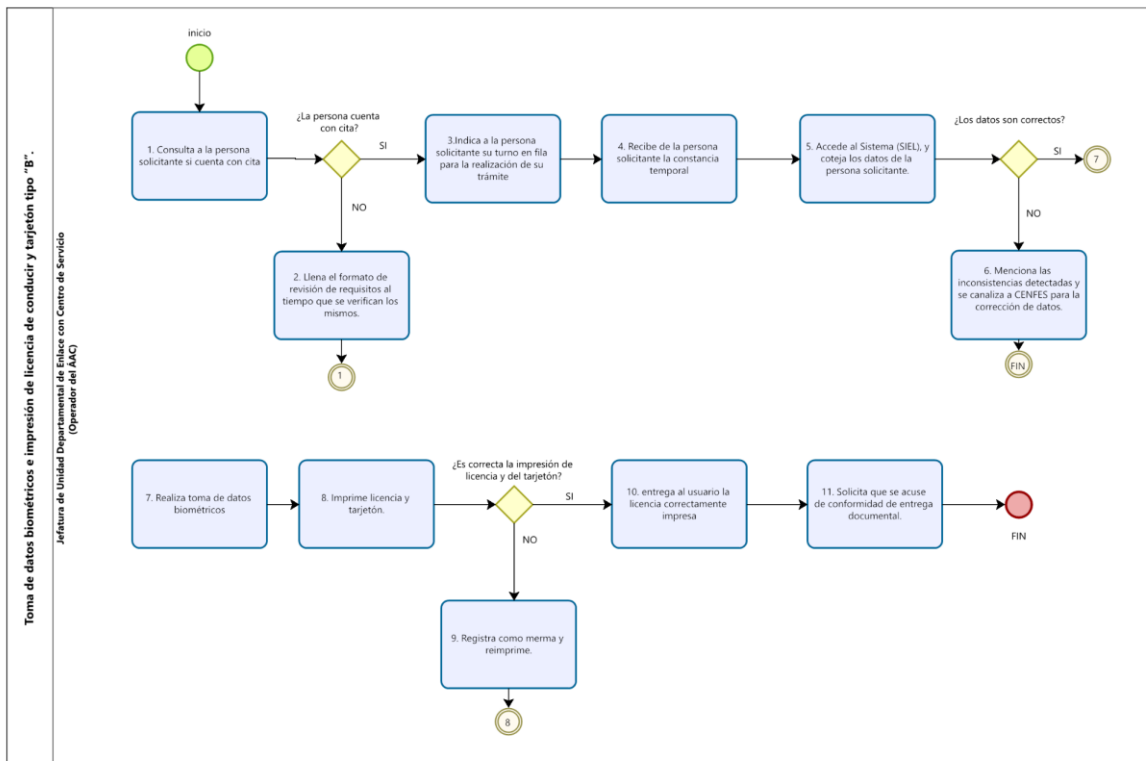 Toma de datos biométricos e impresión de licencia de conducir y tarjetón tipo "B".
Jefatura de Unidad Departamental de Enlace con Centro de Servicio
(Operador del ÁAC)
inicio
1. Consulta a la persona
solicitante si cuenta con cita
¿La persona cuenta
con cita?
SI
NO
2. Llena el formato de
revisión de requisitos al
tiempo que se verifican los
mismos.
1
3.Indica a la persona
solicitante su turno en fila
para la realización de su
trámite
4. Recibe de la persona
solicitante la constancia
temporal
5. Accede al Sistema (SIEL), y
coteja los datos de la
persona solicitante.
¿Los datos son correctos?
SI
7
NO
6. Menciona las
inconsistencias detectadas y
se canaliza a CENFES para la
corrección de datos.
FIN
7. Realiza toma de datos
biométricos
8. Imprime licencia y
tarjetón.
¿Es correcta la impresión de
licencia y del tarjetón?
SI
NO
9. Registra como merma y
reimprime.
8
10. entrega al usuario la
licencia correctamente
impresa
11. Solicita que se acuse
de conformidad de entrega
documental.
FIN